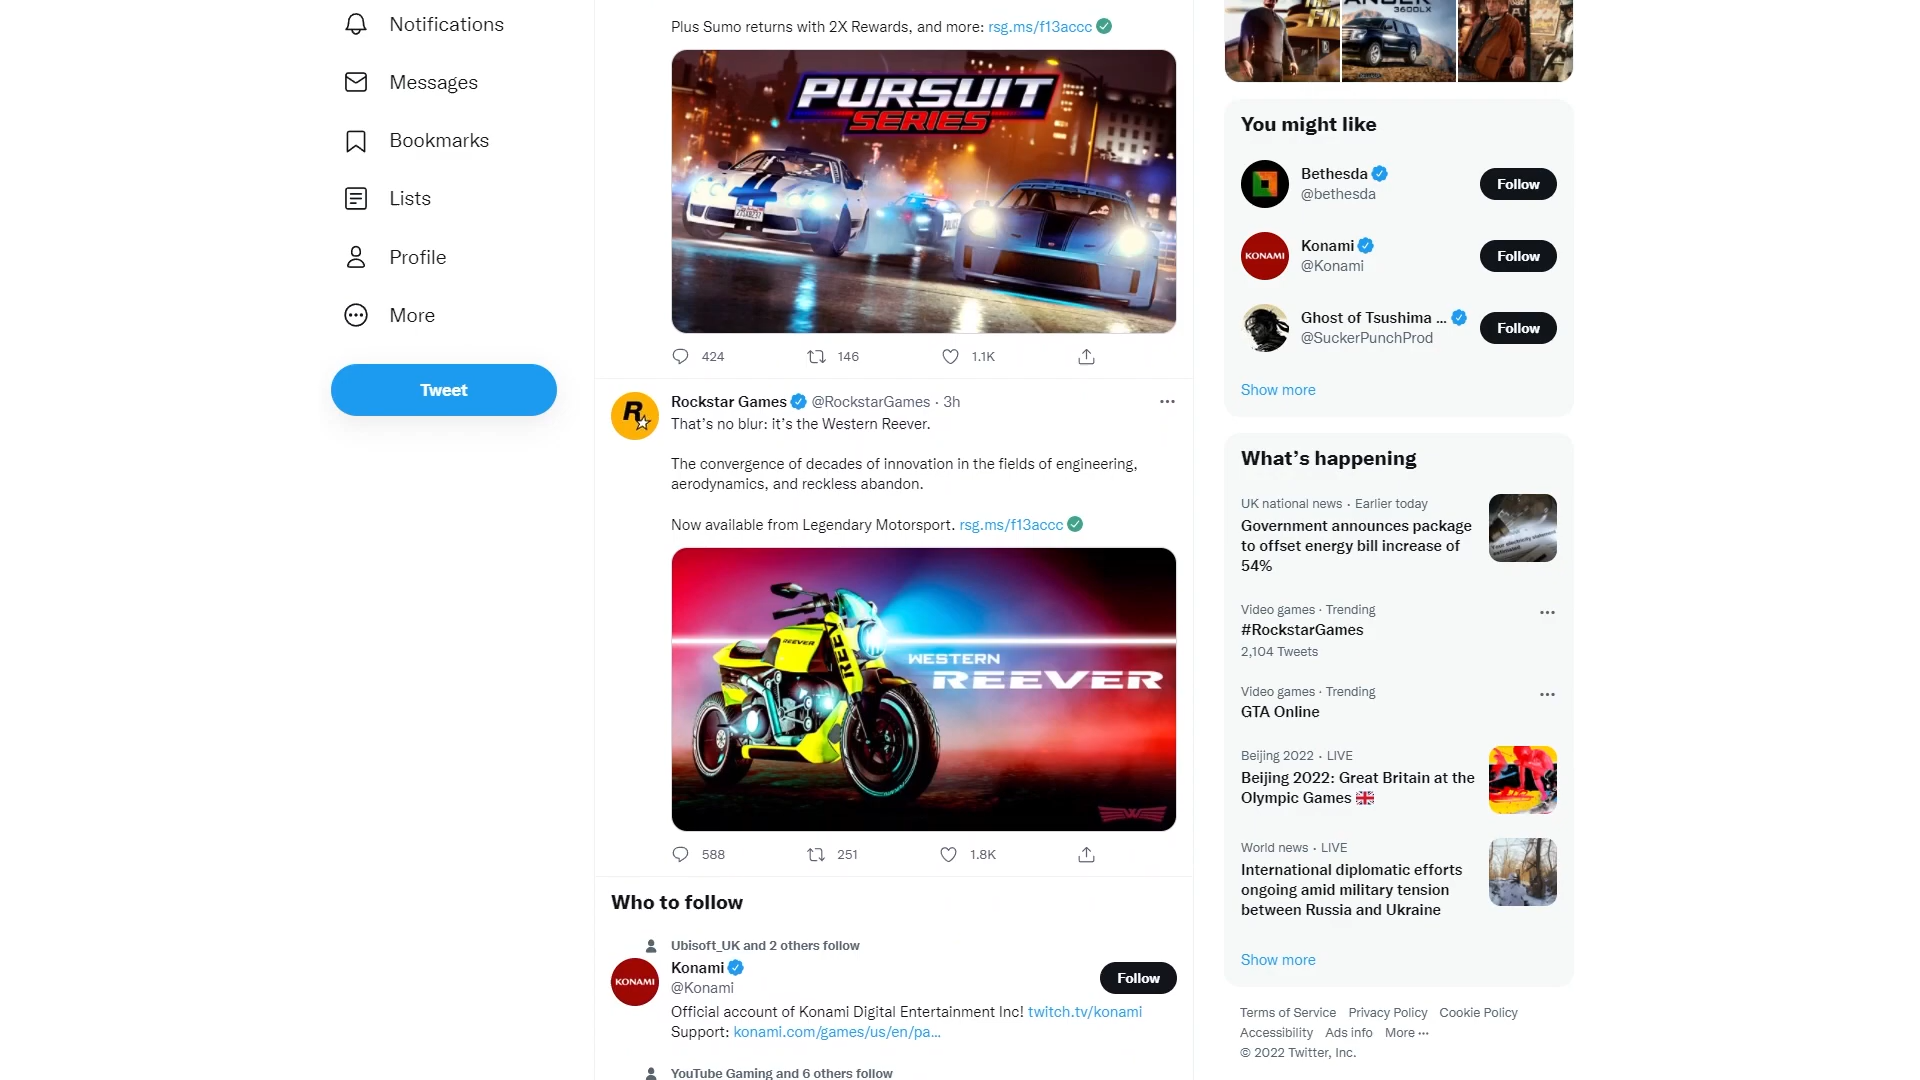 Notifications
Messages
Bookmarks
Lists
Profile
More
Tweet
Plus Sumo returns with 2X Rewards, and more: rsg.ms/f13accc
PURSUIT
SERIES
POLICE
424 146 1.1K
Rockstar Games @RockstarGames · 3h
That’s no blur: it’s the Western Reever.
The convergence of decades of innovation in the fields of engineering,
aerodynamics, and reckless abandon.
Now available from Legendary Motorsport. rsg.ms/f13accc
REEVER
REEVER
WESTERN
REEVER
588 251 1.8K
Who to follow
Ubisoft_UK and 2 others follow
KONAMI
Konami
@Konami
Follow
Official account of Konami Digital Entertainment Inc! twitch.tv/konami
Support: konami.com/games/us/en/pa...
YouTube Gaming and 6 others follow
3600LX
You might like
Bethesda
@bethesda
Follow
KONAMI
Konami
@Konami
Follow
Ghost of Tsushima ...
@SuckerPunchProd
Follow
Show more
What’s happening
UK national news · Earlier today
Government announces package
to offset energy bill increase of
54%
Video games · Trending
#RockstarGames
2,104 Tweets
Video games · Trending
GTA Online
Beijing 2022 · LIVE
Beijing 2022: Great Britain at the
Olympic Games 🇬🇧
World news · LIVE
International diplomatic efforts
ongoing amid military tension
between Russia and Ukraine
Show more
Terms of Service Privacy Policy Cookie Policy
Accessibility Ads info More ···
© 2022 Twitter, Inc.